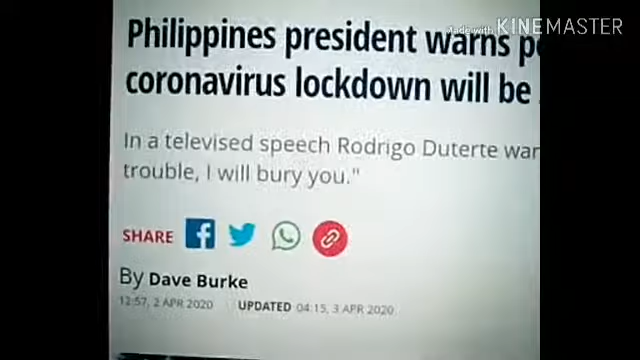 Made with KINEMASTER
Philippines president warns
coronavirus lockdown will be
In a televised speech Rodrigo Duterte
trouble, I will bury you."
SHARE
By Dave Burke
12:57, 2 APR 2020 UPDATED 04:15, 3 APR 2020